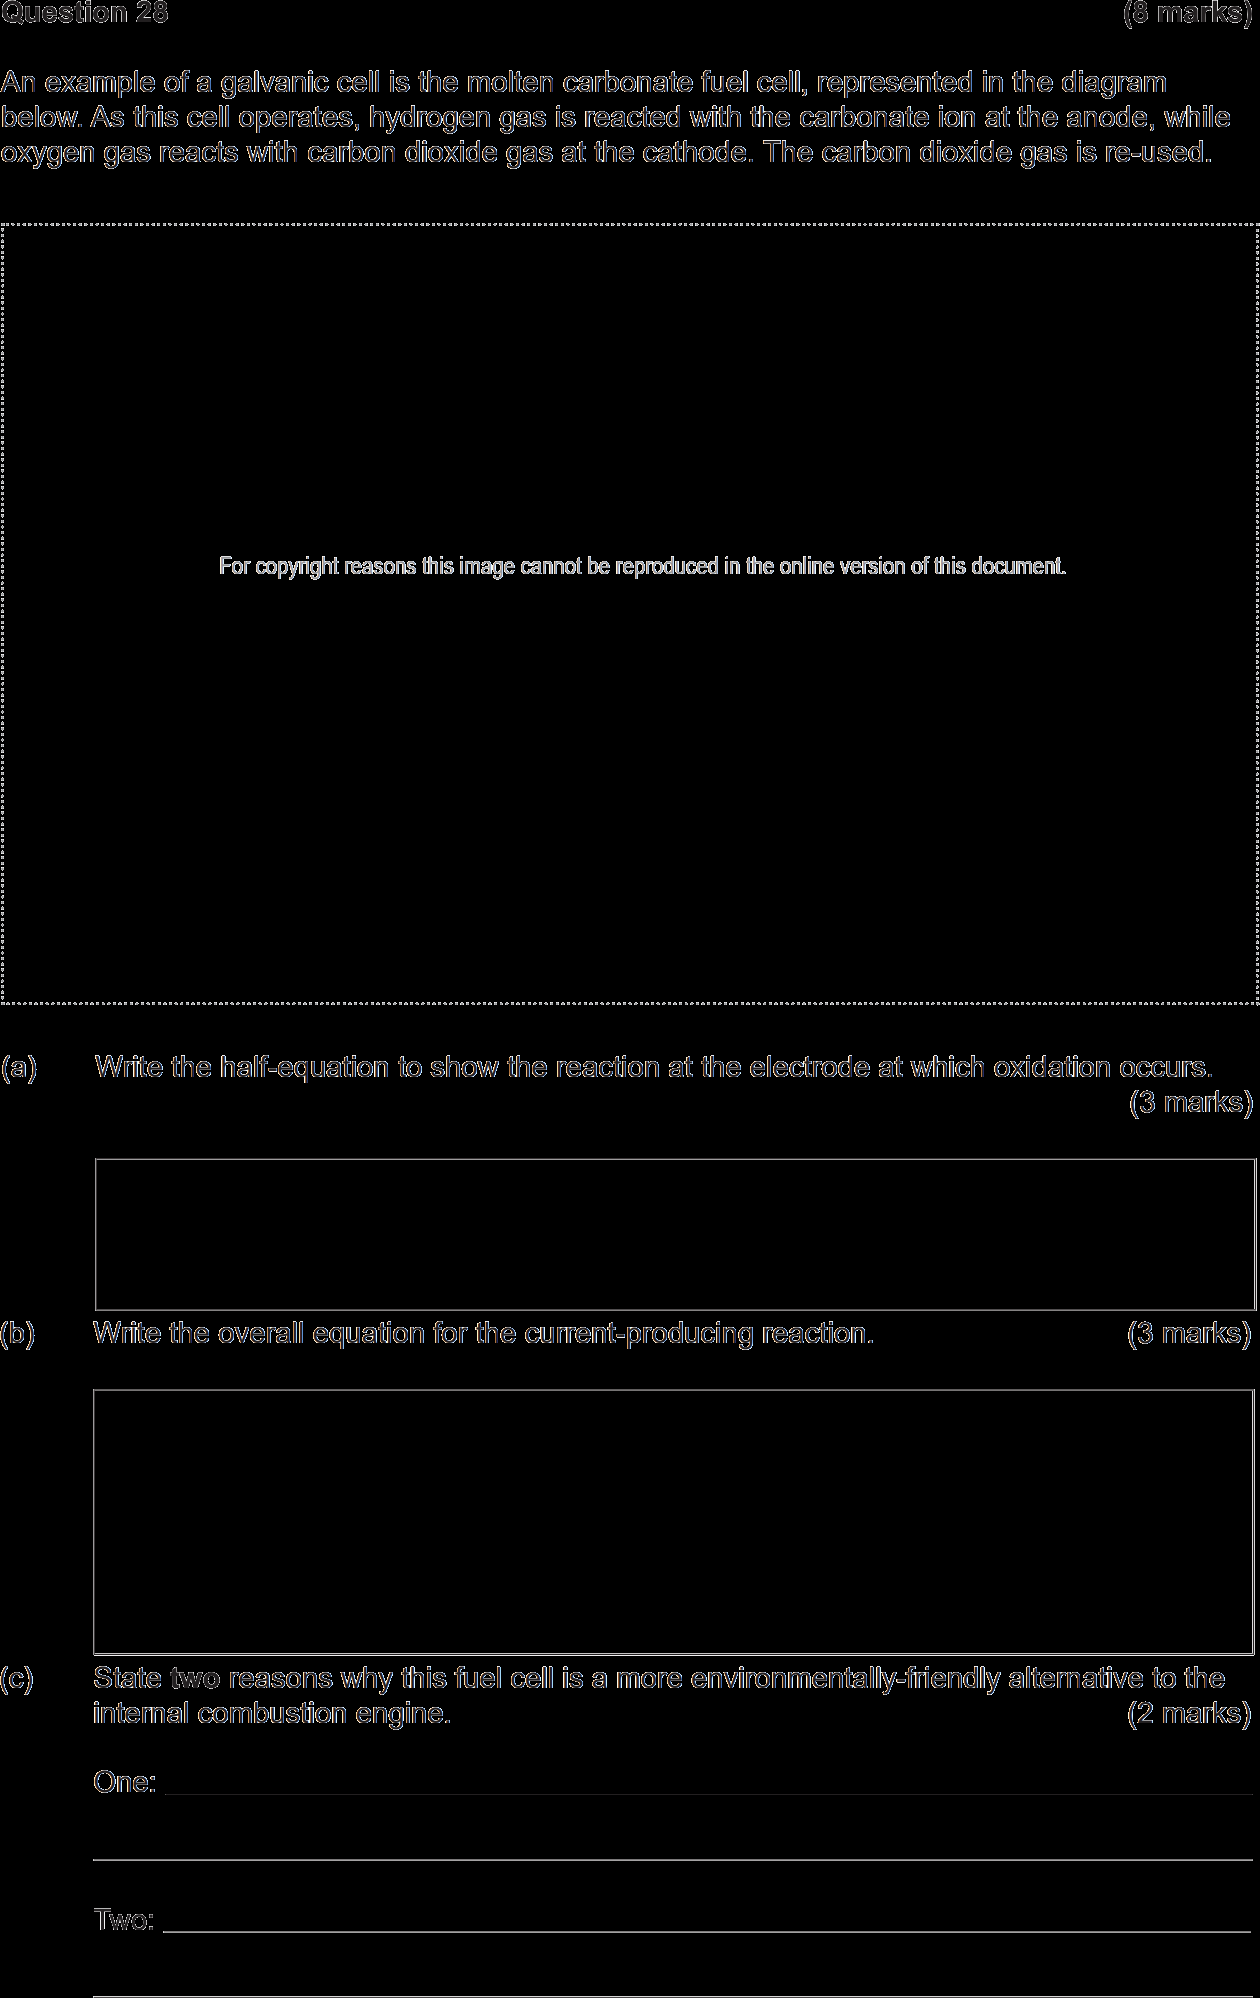 Question 28 (8 marks)
An example of a galvanic cell is the molten carbonate fuel cell, represented in the diagram
below. As this cell operates, hydrogen gas is reacted with the carbonate ion at the anode, while
oxygen gas reacts with carbon dioxide gas at the cathode. The carbon dioxide gas is re-used.
For copyright reasons this image cannot be reproduced in the online version of this document.
(a) Write the half-equation to show the reaction at the electrode at which oxidation occurs.
(3 marks)
(b) Write the overall equation for the current-producing reaction. (3 marks)
(c) State two reasons why this fuel cell is a more environmentally-friendly alternative to the
internal combustion engine. (2 marks)
One:
Two: